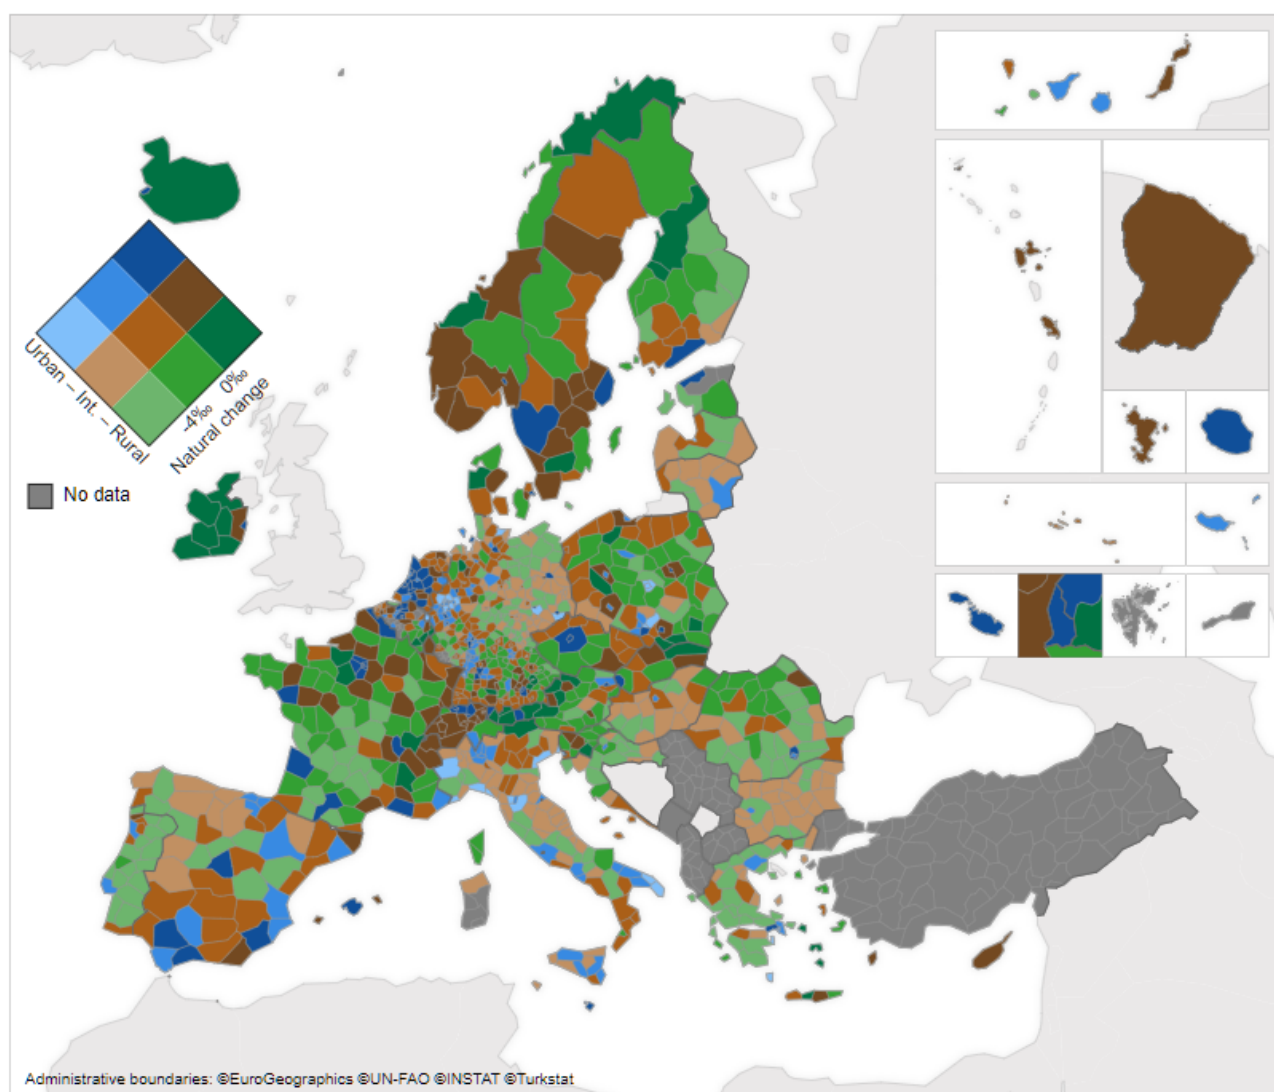 Urban – Int. – Rural
-4‰
0‰
Natural change
No data
Administrative boundaries: ©EuroGeographics ©UN-FAO ©INSTAT ©Turkstat